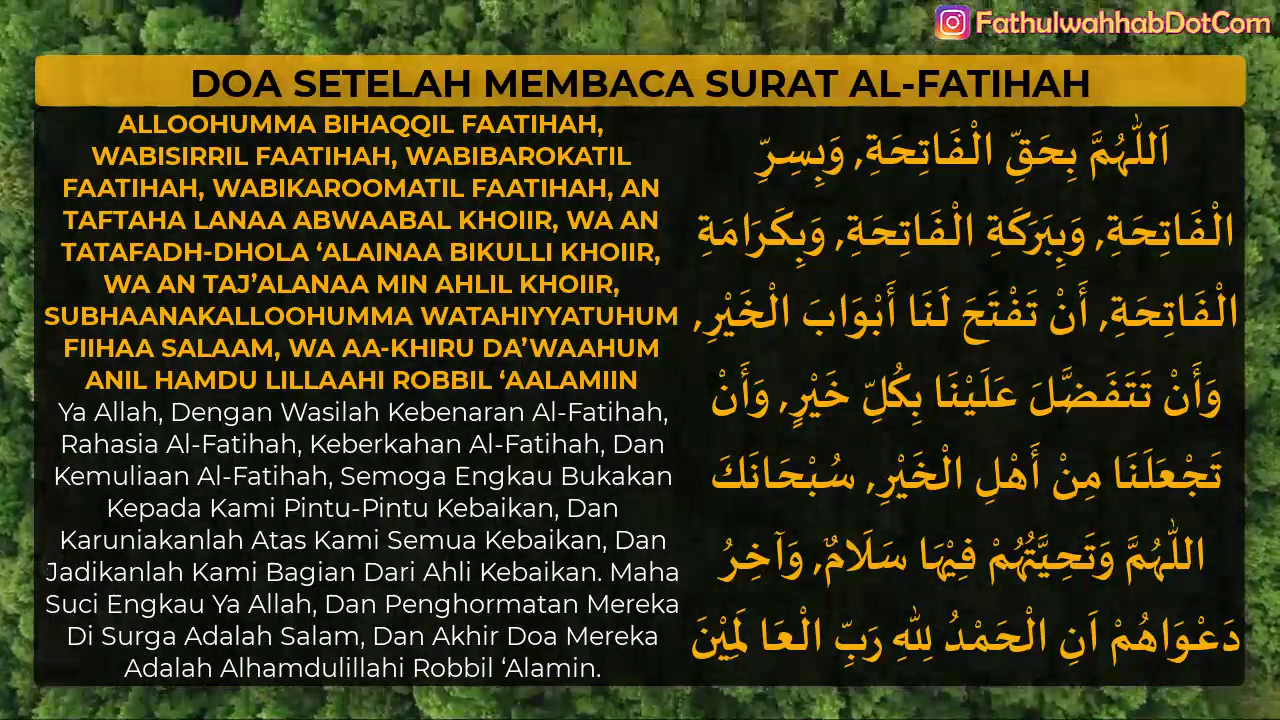 FathulwahhabDotCom
DOA SETELAH MEMBACA SURAT AL-FATIHAH
ALLOOHUMMA BIHAQQIL FAATIHAH,
WABISIRRIL FAATIHAH, WABIBAROKATIL
FAATIHAH, WABIKAROOMATIL FAATIHAH, AN
TAFTAHA LANAA ABWAABAL KHOIIR, WA AN
TATAFADH-DHOLA ‘ALAINAA BIKULLI KHOIIR,
WA AN TAJ’ALANAA MIN AHLIL KHOIIR,
SUBHAANAKALLOOHUMMA WATAHIYYATUHUM
FIIHAA SALAAM, WA AA-KHIRU DA’WAAHUM
ANIL HAMDU LILLAAHI ROBBIL ‘AALAMIIN
Ya Allah, Dengan Wasilah Kebenaran Al-Fatihah,
Rahasia Al-Fatihah, Keberkahan Al-Fatihah, Dan
Kemuliaan Al-Fatihah, Semoga Engkau Bukakan
Kepada Kami Pintu-Pintu Kebaikan, Dan
Karuniakanlah Atas Kami Semua Kebaikan, Dan
Jadikanlah Kami Bagian Dari Ahli Kebaikan. Maha
Suci Engkau Ya Allah, Dan Penghormatan Mereka
Di Surga Adalah Salam, Dan Akhir Doa Mereka
Adalah Alhamdulillahi Robbil ‘Alamin.
اَللّٰهُمَّ بِحَقِّ الْفَاتِحَةِ, وَبِسِرِّ
الْفَاتِحَةِ, وَبِبَرَكَةِ الْفَاتِحَةِ, وَبِكَرَامَةِ
الْفَاتِحَةِ, أَنْ تَفْتَحَ لَنَا أَبْوَابَ الْخَيْرِ,
وَأَنْ تَتَفَضَّلَ عَلَيْنَا بِكُلِّ خَيْرٍ, وَأَنْ
تَجْعَلَنَا مِنْ أَهْلِ الْخَيْرِ, سُبْحَانَكَ
اللّٰهُمَّ وَتَحِيَّتُهُمْ فِيْهَا سَلَامٌ, وَآخِرُ
دَعْوَاهُمْ اَنِ الْحَمْدُ لِلّٰهِ رَبِّ الْعَا لَمِيْنَ